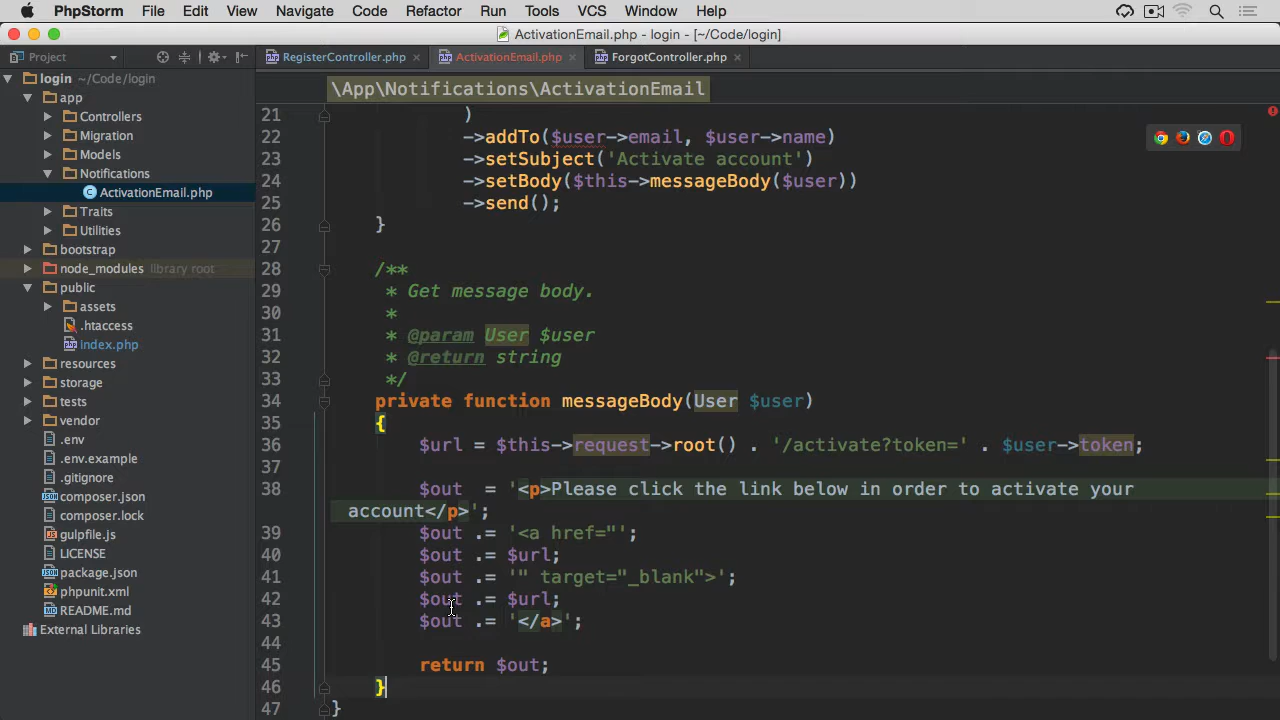 PhpStorm File Edit View Navigate Code Refactor Run Tools VCS Window Help
ActivationEmail.php - login - [~/Code/login]
Project
RegisterController.php
ActivationEmail.php
ForgotController.php
login ~/Code/login
app
Controllers
Migration
Models
Notifications
ActivationEmail.php
Traits
Utilities
bootstrap
node_modules library root
public
assets
.htaccess
index.php
resources
storage
tests
vendor
.env
.env.example
.gitignore
composer.json
composer.lock
gulpfile.js
LICENSE
package.json
phpunit.xml
README.md
External Libraries
\App\Notifications\ActivationEmail
21 )
22 ->addTo($user->email, $user->name)
23 ->setSubject('Activate account')
24 ->setBody($this->messageBody($user))
25 ->send();
26 }
27
28 /**
29 * Get message body.
30 *
31 * @param User $user
32 * @return string
33 */
34 private function messageBody(User $user)
35 {
36 $url = $this->request->root() . '/activate?token=' . $user->token;
37
38 $out = '<p>Please click the link below in order to activate your
account</p>';
39 $out .= '<a href="';
40 $out .= $url;
41 $out .= '" target="_blank">';
42 $out .= $url;
43 $out .= '</a>';
44
45 return $out;
46 }
47 }